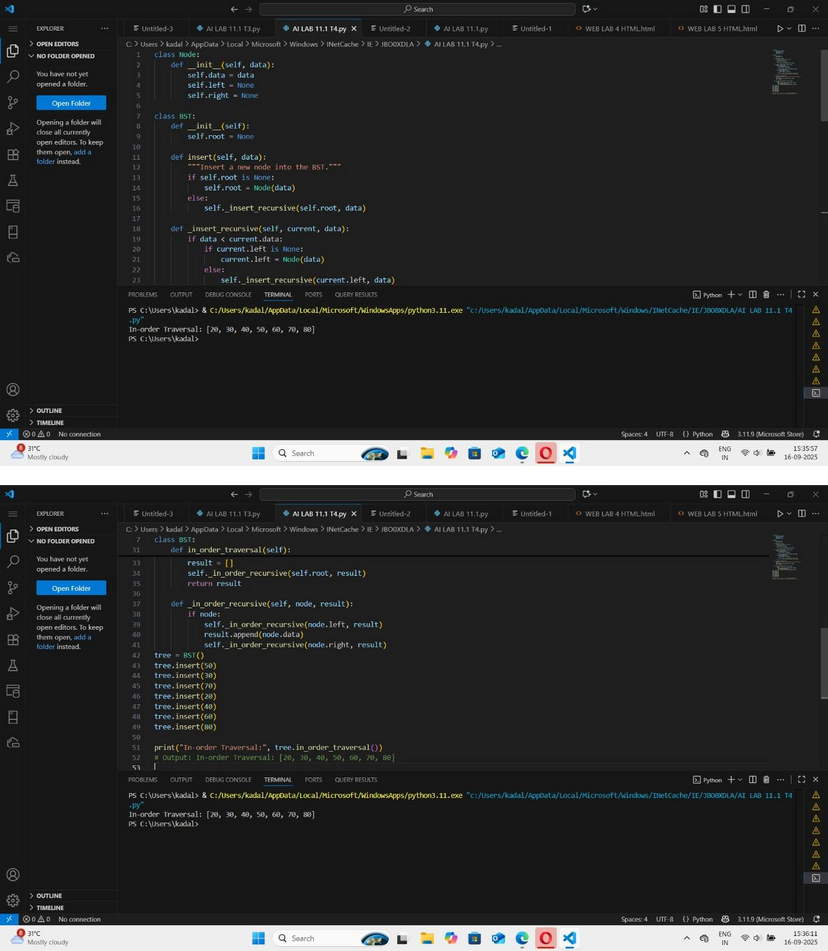 Search
EXPLORER ...
Untitled-3 AI LAB 11.1 T3.py AI LAB 11.1 T4.py Untitled-2 AI LAB 11.1.py Untitled-1 WEB LAB 4 HTML.html WEB LAB 5 HTML.html
OPEN EDITORS
NO FOLDER OPENED
You have not yet
opened a folder.
Open Folder
Opening a folder will
close all currently
open editors. To keep
them open, add a
folder instead.
OUTLINE
TIMELINE
C: > Users > kadal > AppData > Local > Microsoft > Windows > INetCache > IE > JBO0XDLA > AI LAB 11.1 T4.py > ...
1 class Node:
2 def __init__(self, data):
3 self.data = data
4 self.left = None
5 self.right = None
6
7 class BST:
8 def __init__(self):
9 self.root = None
10
11 def insert(self, data):
12 """Insert a new node into the BST."""
13 if self.root is None:
14 self.root = Node(data)
15 else:
16 self._insert_recursive(self.root, data)
17
18 def _insert_recursive(self, current, data):
19 if data < current.data:
20 if current.left is None:
21 current.left = Node(data)
22 else:
23 self._insert_recursive(current.left, data)
PROBLEMS OUTPUT DEBUG CONSOLE TERMINAL PORTS QUERY RESULTS Python
PS C:\Users\kadal> & C:/Users/kadal/AppData/Local/Microsoft/WindowsApps/python3.11.exe "c:/Users/kadal/AppData/Local/Microsoft/Windows/INetCache/IE/JBO0XDLA/AI LAB 11.1 T4
.py"
In-order Traversal: [20, 30, 40, 50, 60, 70, 80]
PS C:\Users\kadal>
0 0 No connection Spaces: 4 UTF-8 {} Python 3.11.9 (Microsoft Store)
31°C
Mostly cloudy
Search
ENG
IN
15:35:57
16-09-2025
Search
EXPLORER ...
Untitled-3 AI LAB 11.1 T3.py AI LAB 11.1 T4.py Untitled-2 AI LAB 11.1.py Untitled-1 WEB LAB 4 HTML.html WEB LAB 5 HTML.html
OPEN EDITORS
NO FOLDER OPENED
You have not yet
opened a folder.
Open Folder
Opening a folder will
close all currently
open editors. To keep
them open, add a
folder instead.
OUTLINE
TIMELINE
C: > Users > kadal > AppData > Local > Microsoft > Windows > INetCache > IE > JBO0XDLA > AI LAB 11.1 T4.py > ...
7 class BST:
31 def in_order_traversal(self):
33 result = []
34 self._in_order_recursive(self.root, result)
35 return result
36
37 def _in_order_recursive(self, node, result):
38 if node:
39 self._in_order_recursive(node.left, result)
40 result.append(node.data)
41 self._in_order_recursive(node.right, result)
42 tree = BST()
43 tree.insert(50)
44 tree.insert(30)
45 tree.insert(70)
46 tree.insert(20)
47 tree.insert(40)
48 tree.insert(60)
49 tree.insert(80)
50
51 print("In-order Traversal:", tree.in_order_traversal())
52 # Output: In-order Traversal: [20, 30, 40, 50, 60, 70, 80]
53
PROBLEMS OUTPUT DEBUG CONSOLE TERMINAL PORTS QUERY RESULTS Python
PS C:\Users\kadal> & C:/Users/kadal/AppData/Local/Microsoft/WindowsApps/python3.11.exe "c:/Users/kadal/AppData/Local/Microsoft/Windows/INetCache/IE/JBO0XDLA/AI LAB 11.1 T4
.py"
In-order Traversal: [20, 30, 40, 50, 60, 70, 80]
PS C:\Users\kadal>
0 0 No connection Spaces: 4 UTF-8 {} Python 3.11.9 (Microsoft Store)
31°C
Mostly cloudy
Search
ENG
IN
15:36:11
16-09-2025